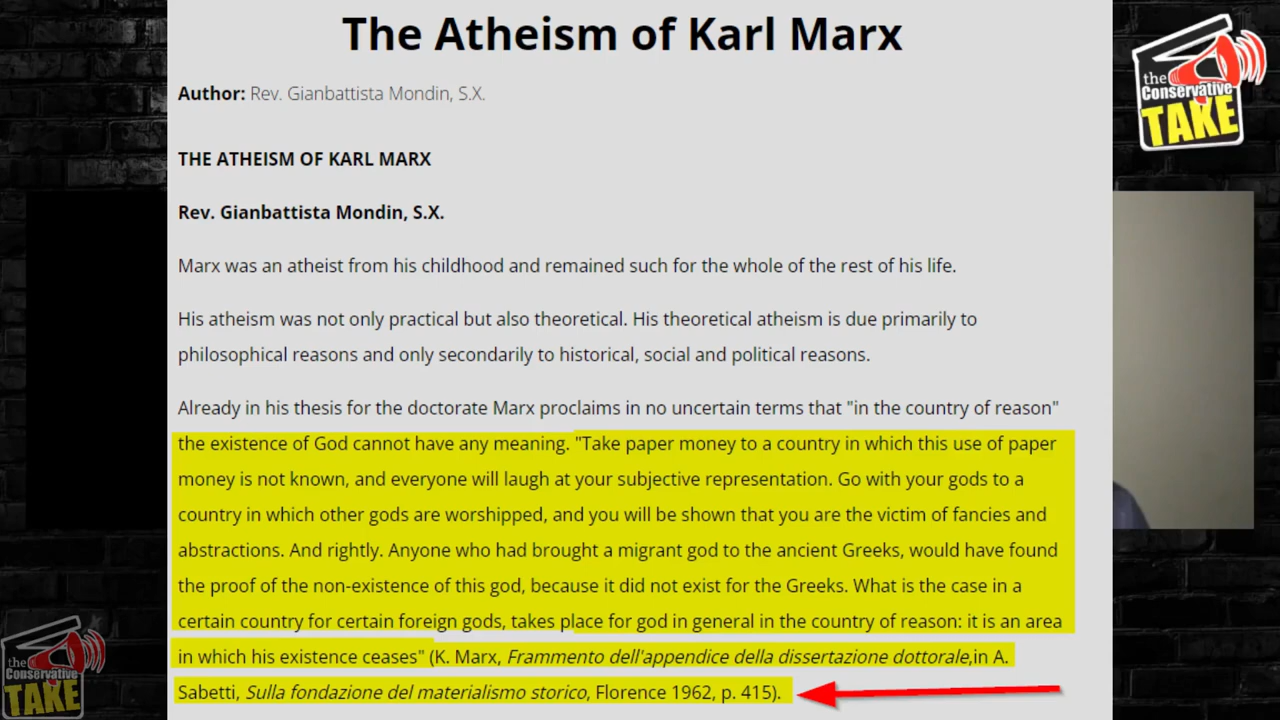 The Atheism of Karl Marx
the
Conservative
TAKE
Author: Rev. Gianbattista Mondin, S.X.
THE ATHEISM OF KARL MARX
Rev. Gianbattista Mondin, S.X.
Marx was an atheist from his childhood and remained such for the whole of the rest of his life.
His atheism was not only practical but also theoretical. His theoretical atheism is due primarily to
philosophical reasons and only secondarily to historical, social and political reasons.
Already in his thesis for the doctorate Marx proclaims in no uncertain terms that "in the country of reason"
the existence of God cannot have any meaning. "Take paper money to a country in which this use of paper
money is not known, and everyone will laugh at your subjective representation. Go with your gods to a
country in which other gods are worshipped, and you will be shown that you are the victim of fancies and
abstractions. And rightly. Anyone who had brought a migrant god to the ancient Greeks, would have found
the proof of the non-existence of this god, because it did not exist for the Greeks. What is the case in a
certain country for certain foreign gods, takes place for god in general in the country of reason: it is an area
in which his existence ceases" (K. Marx, Frammento dell'appendice della dissertazione dottorale,in A.
Sabetti, Sulla fondazione del materialismo storico, Florence 1962, p. 415).
the
Conservative
TAKE